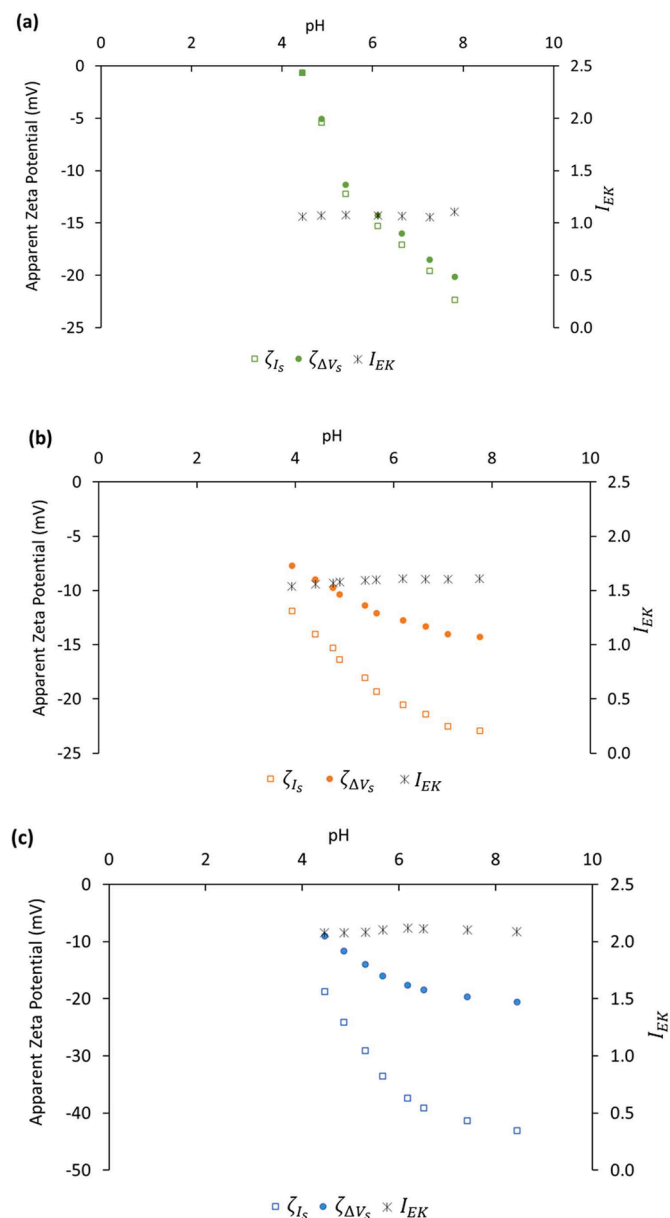 (a)
pH
0 2 4 6 8 10
0 2.5
-5 2.0
-10 1.5
-15 1.0
-20 0.5
-25 0.0
Apparent Zeta Potential (mV)
I_EK
ζ_Is ζ_ΔVs I_EK
(b)
pH
0 2 4 6 8 10
0 2.5
-5 2.0
-10 1.5
-15 1.0
-20 0.5
-25 0.0
Apparent Zeta Potential (mV)
I_EK
ζ_Is ζ_ΔVs I_EK
(c)
pH
0 2 4 6 8 10
0 2.5
-10 2.0
-20 1.5
-30 1.0
-40 0.5
-50 0.0
Apparent Zeta Potential (mV)
I_EK
ζ_Is ζ_ΔVs I_EK